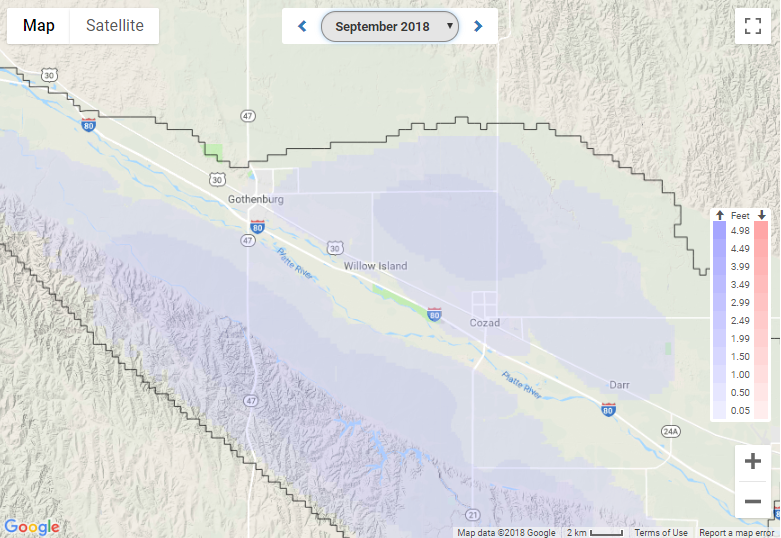 Map Satellite
September 2018
30
80
47
30
Gothenburg
80
47
30
Platte River
Willow Island
80
Cozad
Platte River
Darr
80
47
24A
21
80
Feet
4.98
4.49
3.99
3.49
2.99
2.49
1.99
1.50
1.00
0.50
0.05
Google
Map data ©2018 Google 2 km Terms of Use Report a map error